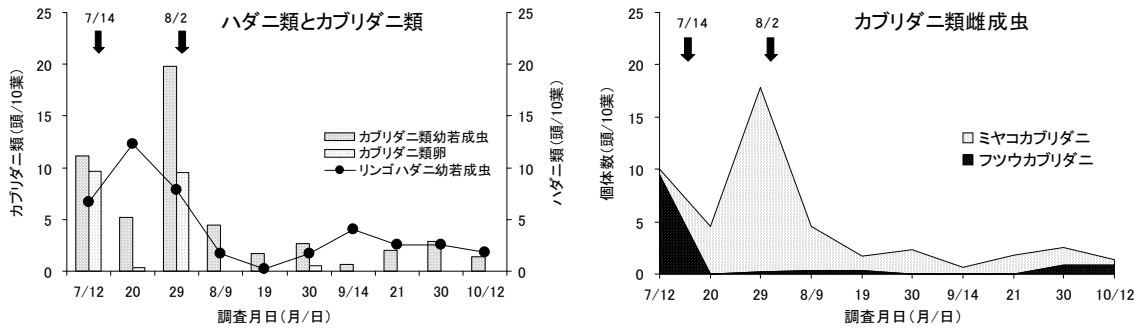 ハダニ類とカブリダニ類
7/14
8/2
カブリダニ類(頭/10葉)
25
20
15
10
5
0
カブリダニ類幼若成虫
カブリダニ類卵
リンゴハダニ幼若成虫
25
20
15
10
5
0
ハダニ類(頭/10葉)
7/12 20 29 8/9 19 30 9/14 21 30 10/12
調査月日(月/日)
カブリダニ類雌成虫
7/14
8/2
個体数(頭/10葉)
25
20
15
10
5
0
ミヤコカブリダニ
フツウカブリダニ
7/12 20 29 8/9 19 30 9/14 21 30 10/12
調査月日(月/日)